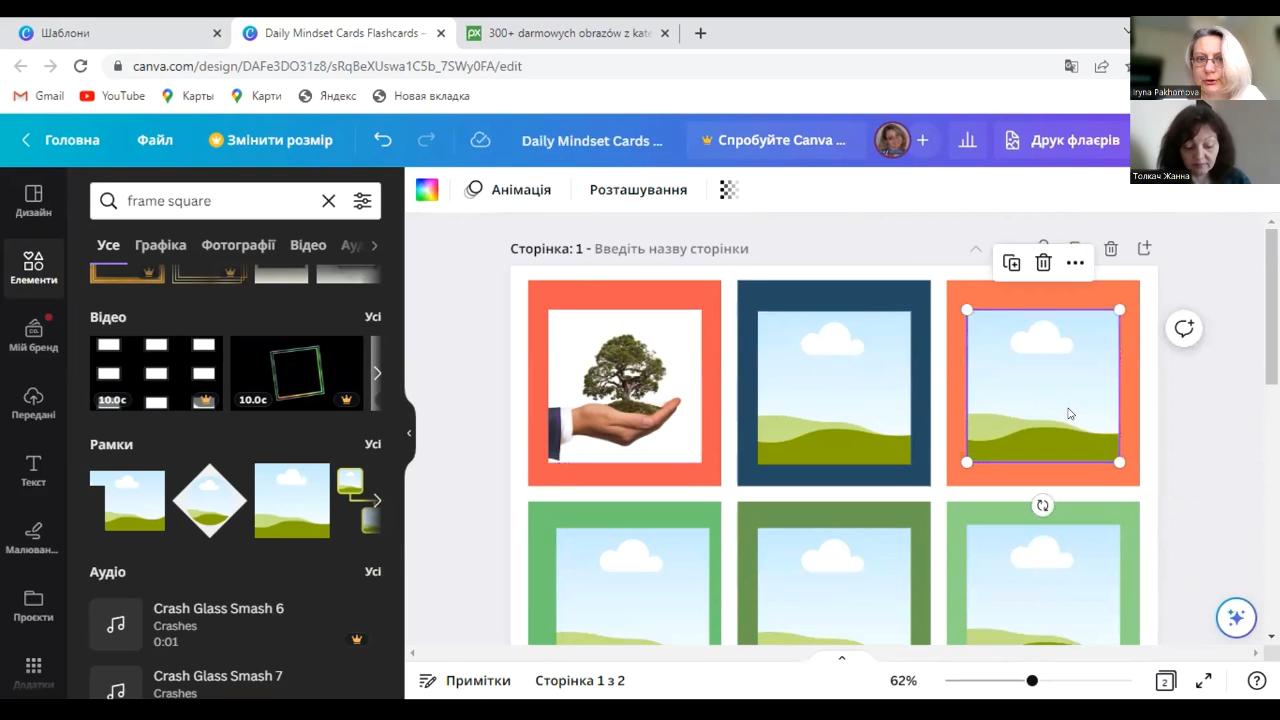 Шаблони
Daily Mindset Cards Flashcards –
300+ darmowych obrazów z kate
canva.com/design/DAFe3DO31z8/sRqBeXUswa1C5b_7SWy0FA/edit
Gmail
YouTube
Карты
Карти
Яндекс
Новая вкладка
Iryna Pakhomova
Толкач Жанна
Головна
Файл
Змінити розмір
Daily Mindset Cards ...
Спробуйте Canva ...
Друк флаєрів
Дизайн
Елементи
Мій бренд
Передані
Текст
Малюван...
Проєкти
Додатки
frame square
Усе
Графіка
Фотографії
Відео
Ау
Відео
Усі
10.0с
10.0с
Рамки
Усі
Аудіо
Усі
Crash Glass Smash 6
Crashes
0:01
Crash Glass Smash 7
Crashes
Анімація
Розташування
Сторінка: 1 - Введіть назву сторінки
Примітки
Сторінка 1 з 2
62%
2